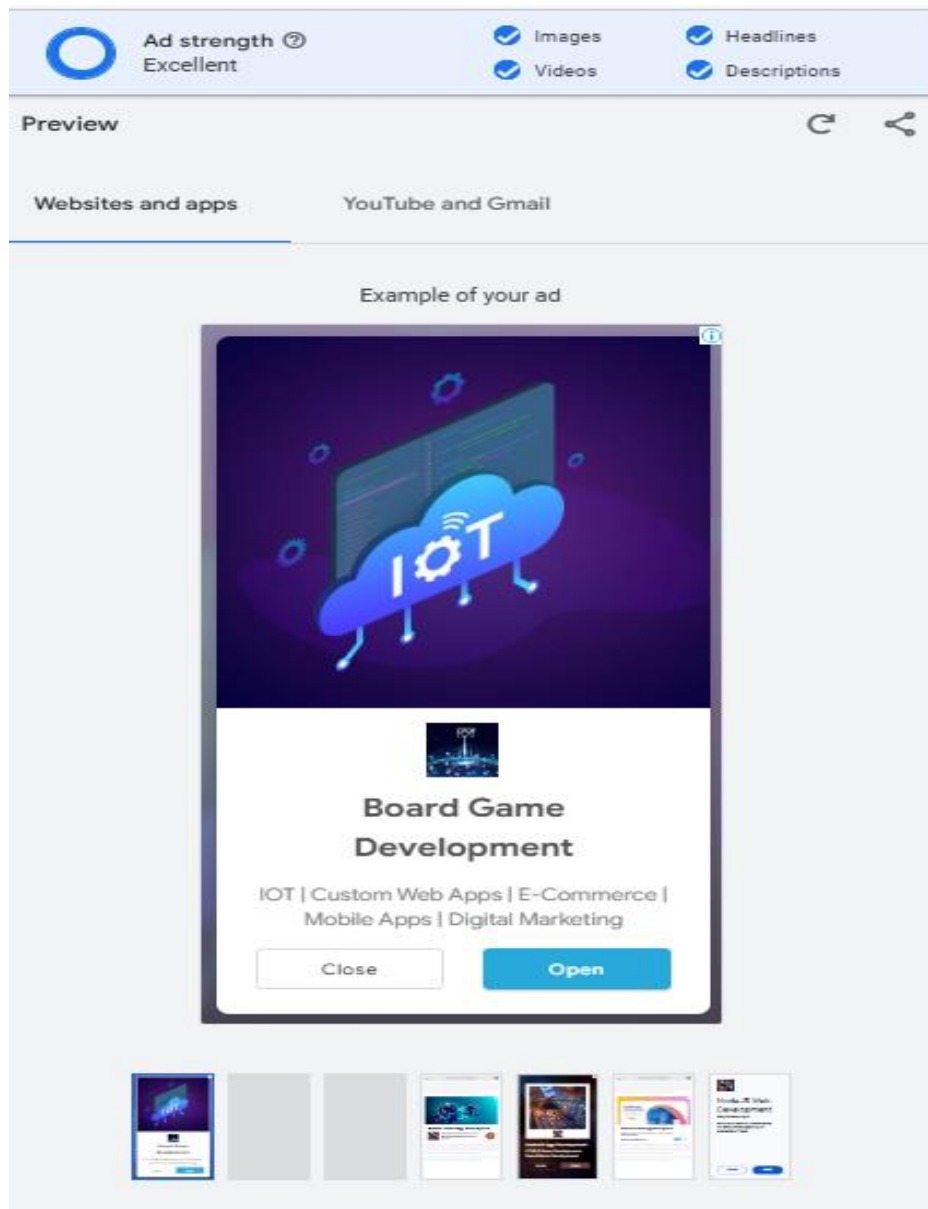 Ad strength
Excellent
Images
Headlines
Videos
Descriptions
Preview
Websites and apps
YouTube and Gmail
Example of your ad
IOT
Board Game
Development
IOT | Custom Web Apps | E-Commerce |
Mobile Apps | Digital Marketing
Close
Open
Development